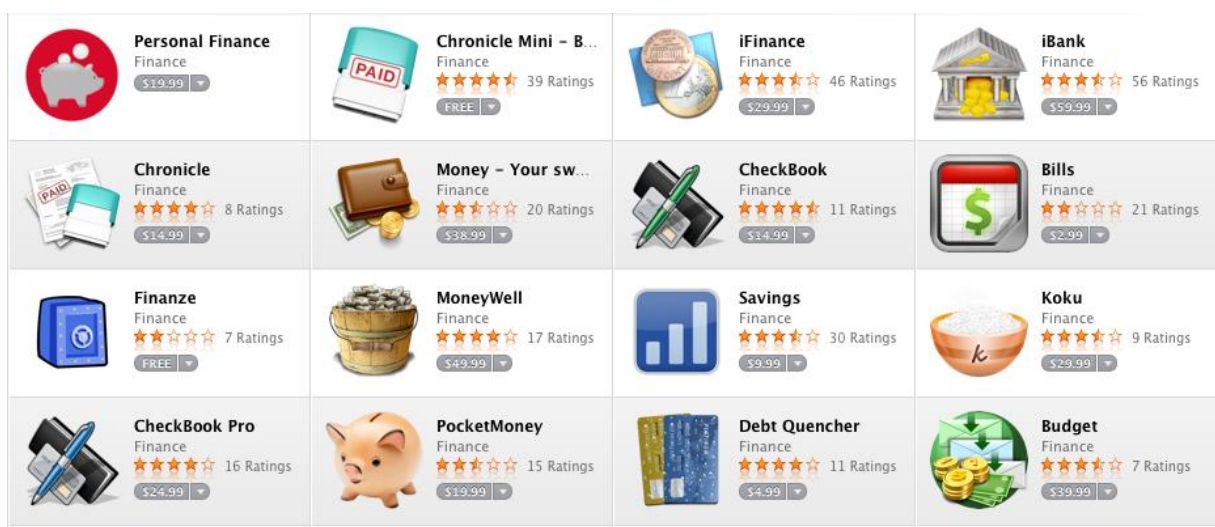 Personal Finance
Finance
$19.99
Chronicle Mini – B...
Finance
39 Ratings
FREE
iFinance
Finance
46 Ratings
$29.99
iBank
Finance
56 Ratings
$59.99
Chronicle
Finance
8 Ratings
$14.99
Money – Your sw...
Finance
20 Ratings
$38.99
CheckBook
Finance
11 Ratings
$14.99
Bills
Finance
21 Ratings
$2.99
Finanze
Finance
7 Ratings
FREE
MoneyWell
Finance
17 Ratings
$49.99
Savings
Finance
30 Ratings
$9.99
Koku
Finance
9 Ratings
$29.99
CheckBook Pro
Finance
16 Ratings
$24.99
PocketMoney
Finance
15 Ratings
$19.99
Debt Quencher
Finance
11 Ratings
$4.99
Budget
Finance
7 Ratings
$39.99
PAID
PAID
$
k